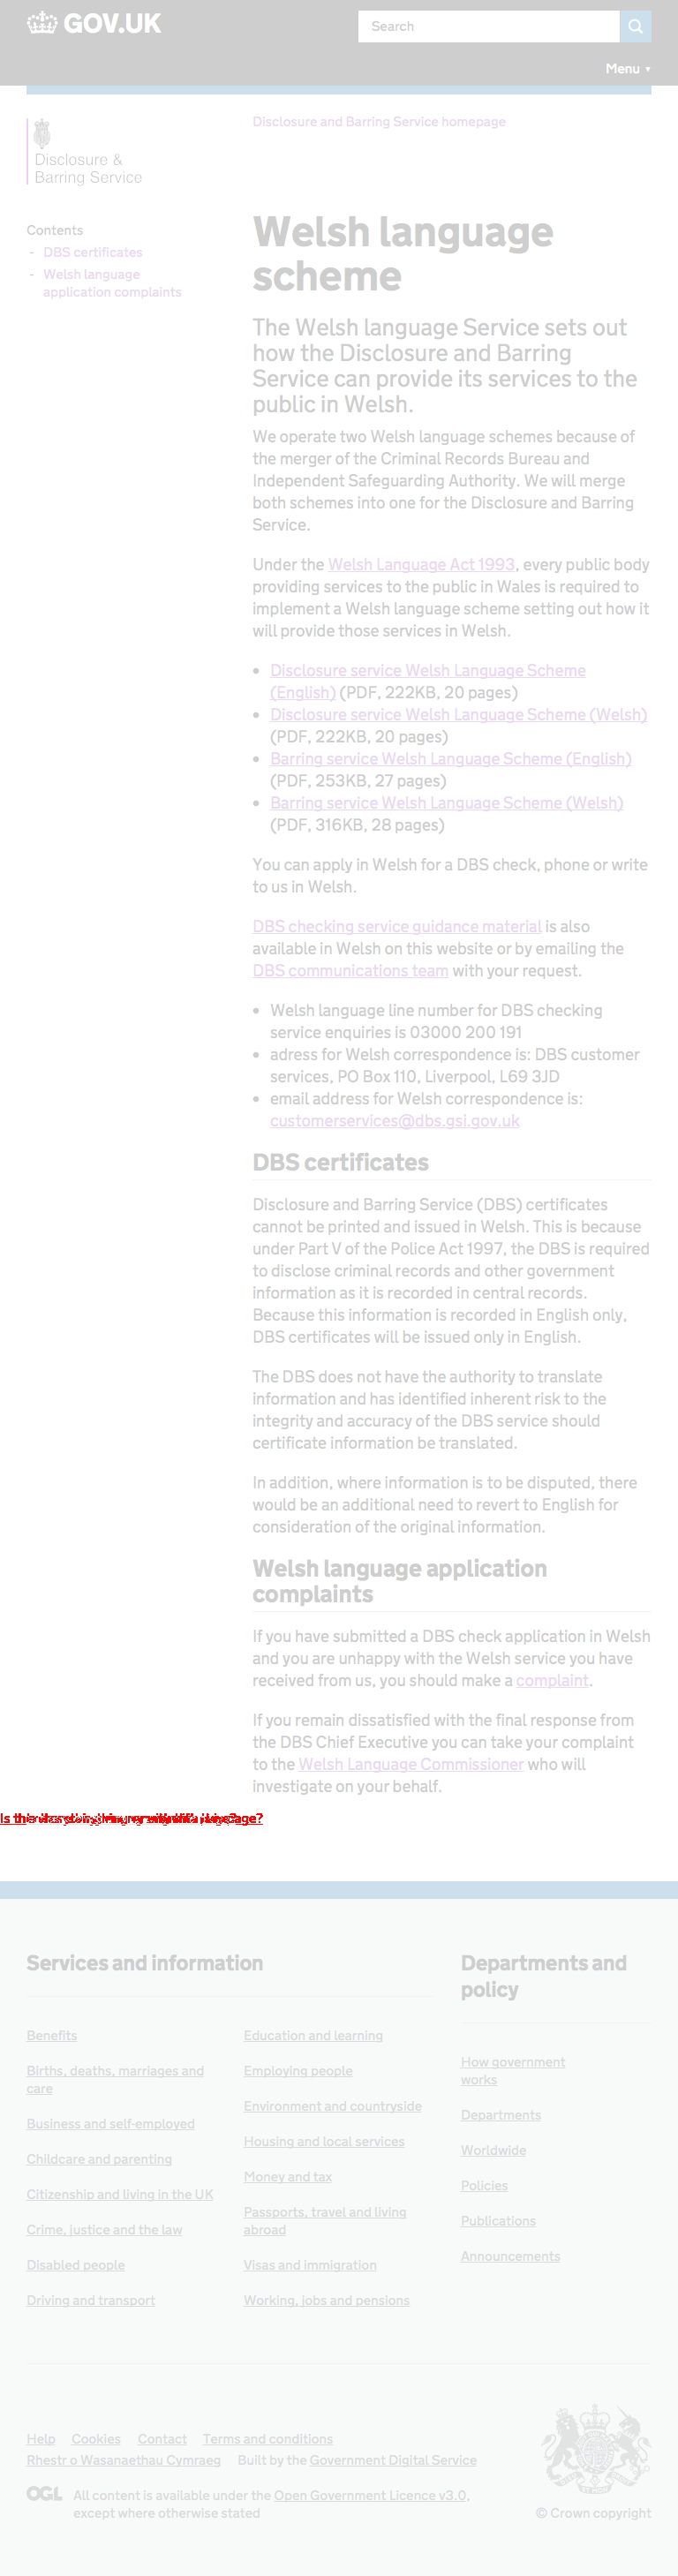 GOV.UK
Search
Menu ▼
Disclosure and Barring Service homepage
Disclosure &
Barring Service
Contents
- DBS certificates
- Welsh language
application complaints
Welsh language
scheme
The Welsh language Service sets out
how the Disclosure and Barring
Service can provide its services to the
public in Welsh.
We operate two Welsh language schemes because of
the merger of the Criminal Records Bureau and
Independent Safeguarding Authority. We will merge
both schemes into one for the Disclosure and Barring
Service.
Under the Welsh Language Act 1993, every public body
providing services to the public in Wales is required to
implement a Welsh language scheme setting out how it
will provide those services in Welsh.
• Disclosure service Welsh Language Scheme
(English) (PDF, 222KB, 20 pages)
• Disclosure service Welsh Language Scheme (Welsh)
(PDF, 222KB, 20 pages)
• Barring service Welsh Language Scheme (English)
(PDF, 253KB, 27 pages)
• Barring service Welsh Language Scheme (Welsh)
(PDF, 316KB, 28 pages)
You can apply in Welsh for a DBS check, phone or write
to us in Welsh.
DBS checking service guidance material is also
available in Welsh on this website or by emailing the
DBS communications team with your request.
• Welsh language line number for DBS checking
service enquiries is 03000 200 191
• adress for Welsh correspondence is: DBS customer
services, PO Box 110, Liverpool, L69 3JD
• email address for Welsh correspondence is:
customerservices@dbs.gsi.gov.uk
DBS certificates
Disclosure and Barring Service (DBS) certificates
cannot be printed and issued in Welsh. This is because
under Part V of the Police Act 1997, the DBS is required
to disclose criminal records and other government
information as it is recorded in central records.
Because this information is recorded in English only,
DBS certificates will be issued only in English.
The DBS does not have the authority to translate
information and has identified inherent risk to the
integrity and accuracy of the DBS service should
certificate information be translated.
In addition, where information is to be disputed, there
would be an additional need to revert to English for
consideration of the original information.
Welsh language application
complaints
If you have submitted a DBS check application in Welsh
and you are unhappy with the Welsh service you have
received from us, you should make a complaint.
If you remain dissatisfied with the final response from
the DBS Chief Executive you can take your complaint
to the Welsh Language Commissioner who will
investigate on your behalf.
Services and information
Benefits
Births, deaths, marriages and
care
Business and self-employed
Childcare and parenting
Citizenship and living in the UK
Crime, justice and the law
Disabled people
Driving and transport
Education and learning
Employing people
Environment and countryside
Housing and local services
Money and tax
Passports, travel and living
abroad
Visas and immigration
Working, jobs and pensions
Departments and
policy
How government
works
Departments
Worldwide
Policies
Publications
Announcements
Help Cookies Contact Terms and conditions
Rhestr o Wasanaethau Cymraeg Built by the Government Digital Service
OGL All content is available under the Open Government Licence v3.0,
except where otherwise stated
© Crown copyright